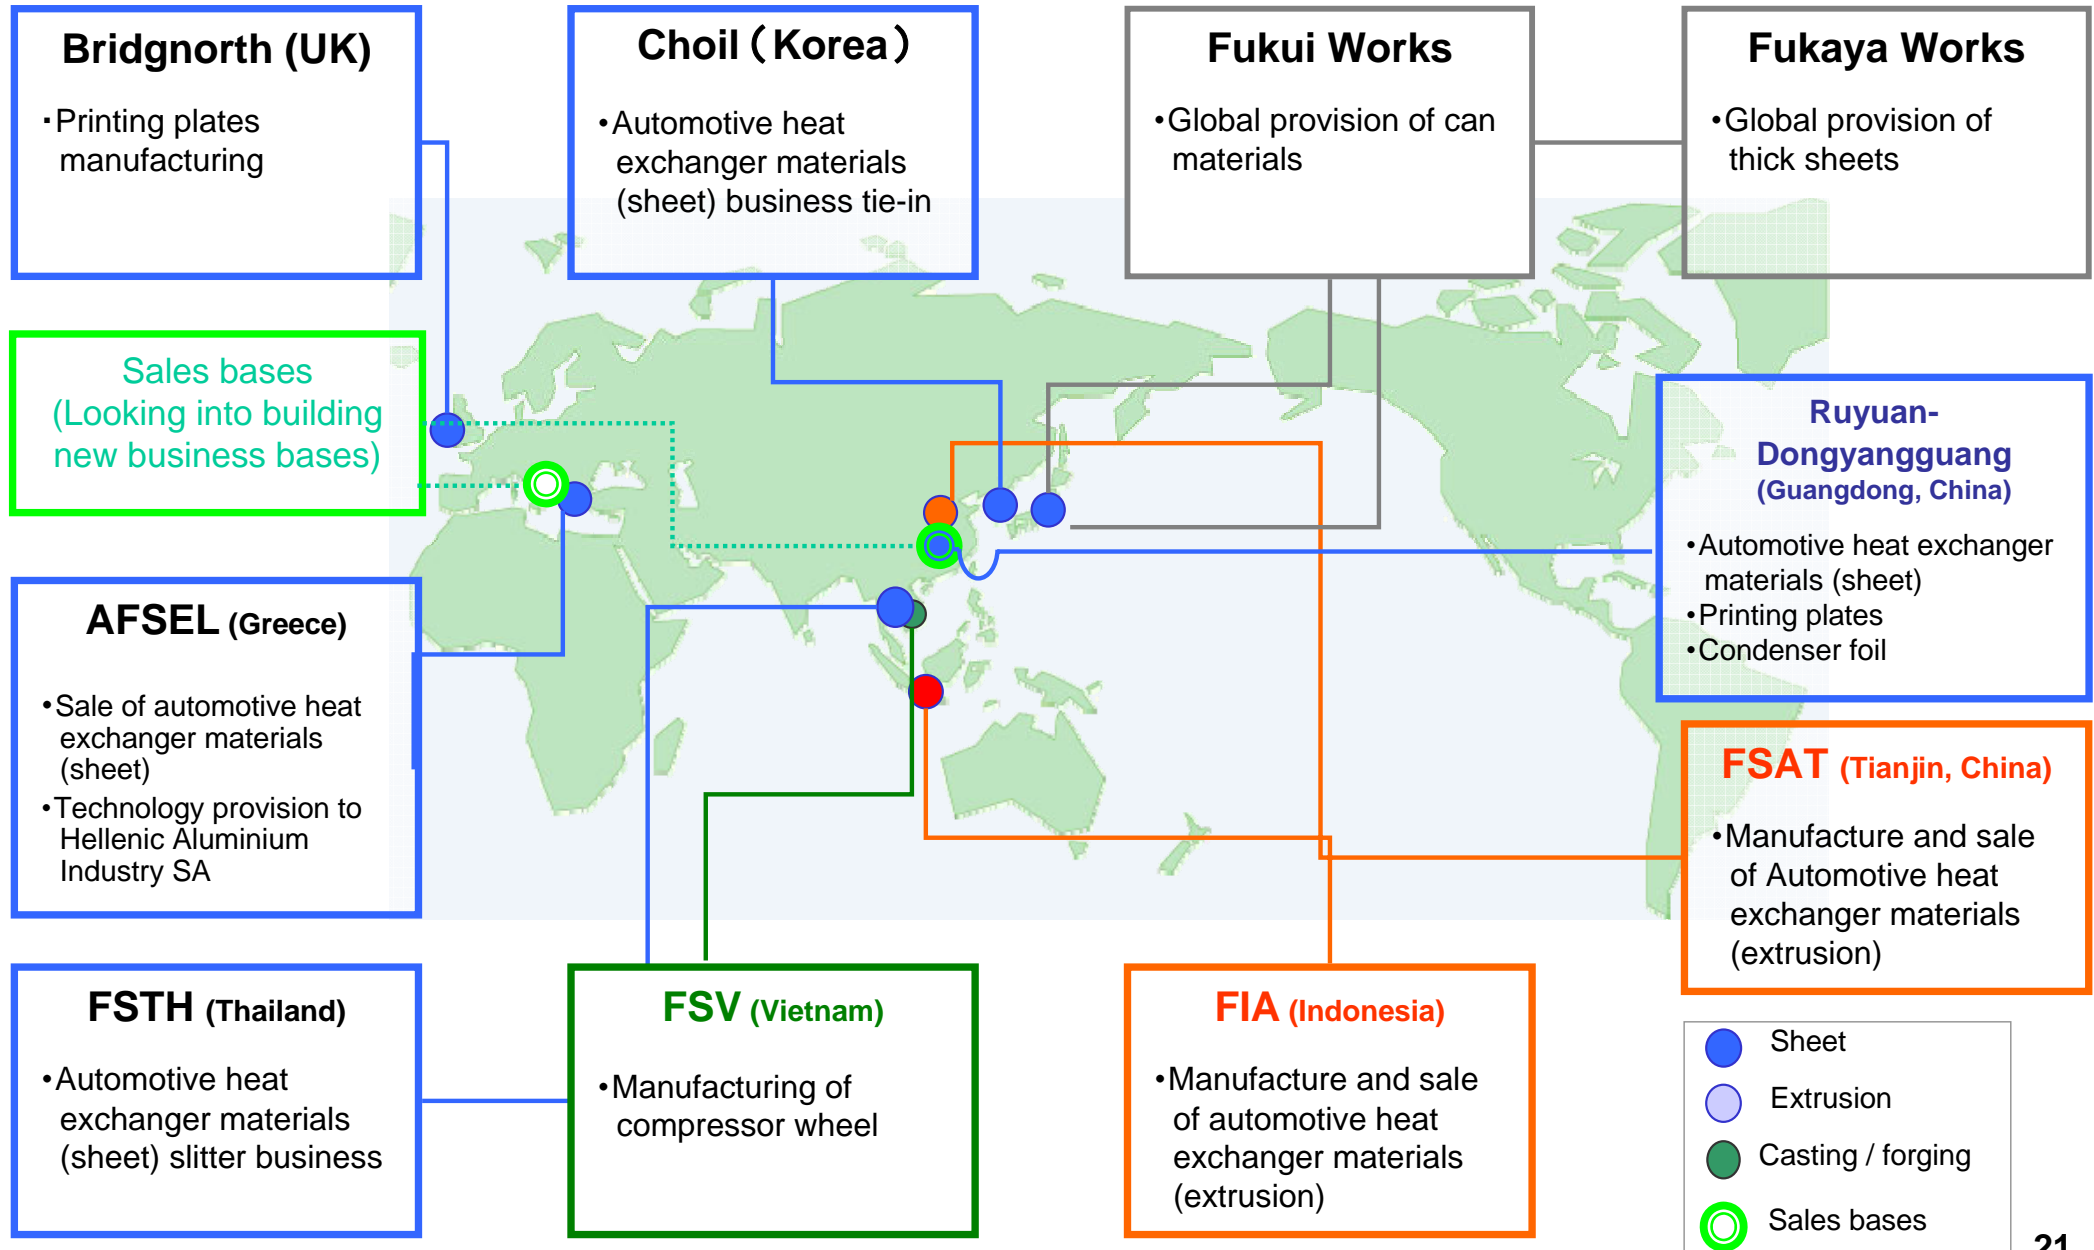 Bridgnorth (UK)
・Printing plates
manufacturing
Choil（Korea）
•Automotive heat
exchanger materials
(sheet) business tie-in
Fukui Works
•Global provision of can
materials
Fukaya Works
•Global provision of
thick sheets
Sales bases
(Looking into building
new business bases)
Ruyuan-
Dongyangguang
(Guangdong, China)
•Automotive heat exchanger
materials (sheet)
•Printing plates
•Condenser foil
AFSEL (Greece)
•Sale of automotive heat
exchanger materials
(sheet)
•Technology provision to
Hellenic Aluminium
Industry SA
FSAT (Tianjin, China)
•Manufacture and sale
of Automotive heat
exchanger materials
(extrusion)
FSTH (Thailand)
•Automotive heat
exchanger materials
(sheet) slitter business
FSV (Vietnam)
•Manufacturing of
compressor wheel
FIA (Indonesia)
•Manufacture and sale
of automotive heat
exchanger materials
(extrusion)
Sheet
Extrusion
Casting / forging
Sales bases
21